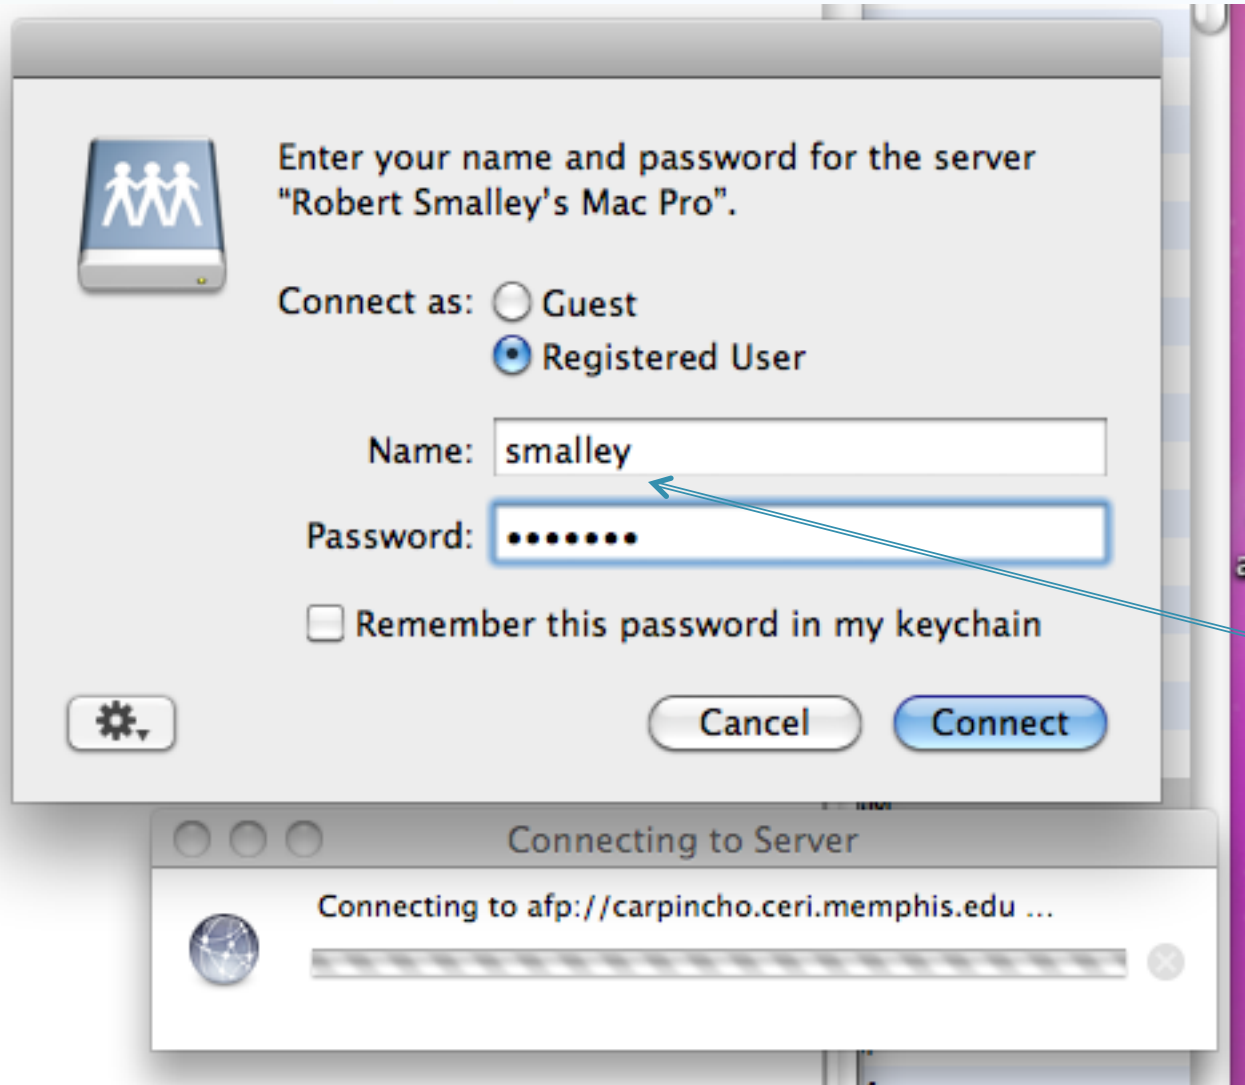 Enter your name and password for the server
“Robert Smalley’s Mac Pro”.
Connect as: Guest
Registered User
Name: smalley
Password: •••••••
Remember this password in my keychain
Cancel Connect
Connecting to Server
Connecting to afp://carpincho.ceri.memphis.edu ...